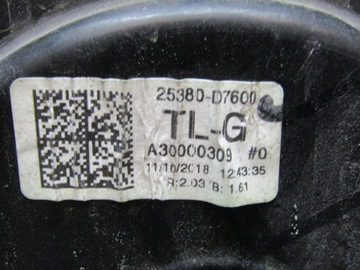 25380-D7600
TL-G
A30000309 #0
11/10/2018 12:43:35
R:2.03 B: 1.61